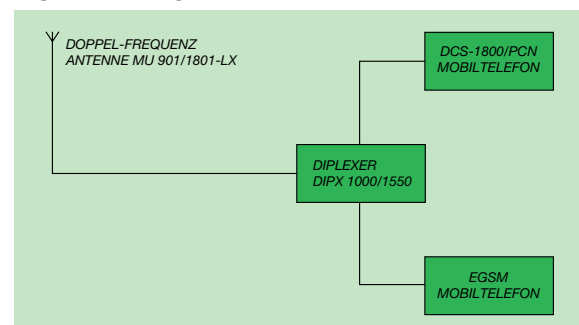 DOPPEL-FREQUENZ
ANTENNE MU 901/1801-LX
DCS-1800/PCN
MOBILTELEFON
DIPLEXER
DIPX 1000/1550
EGSM
MOBILTELEFON